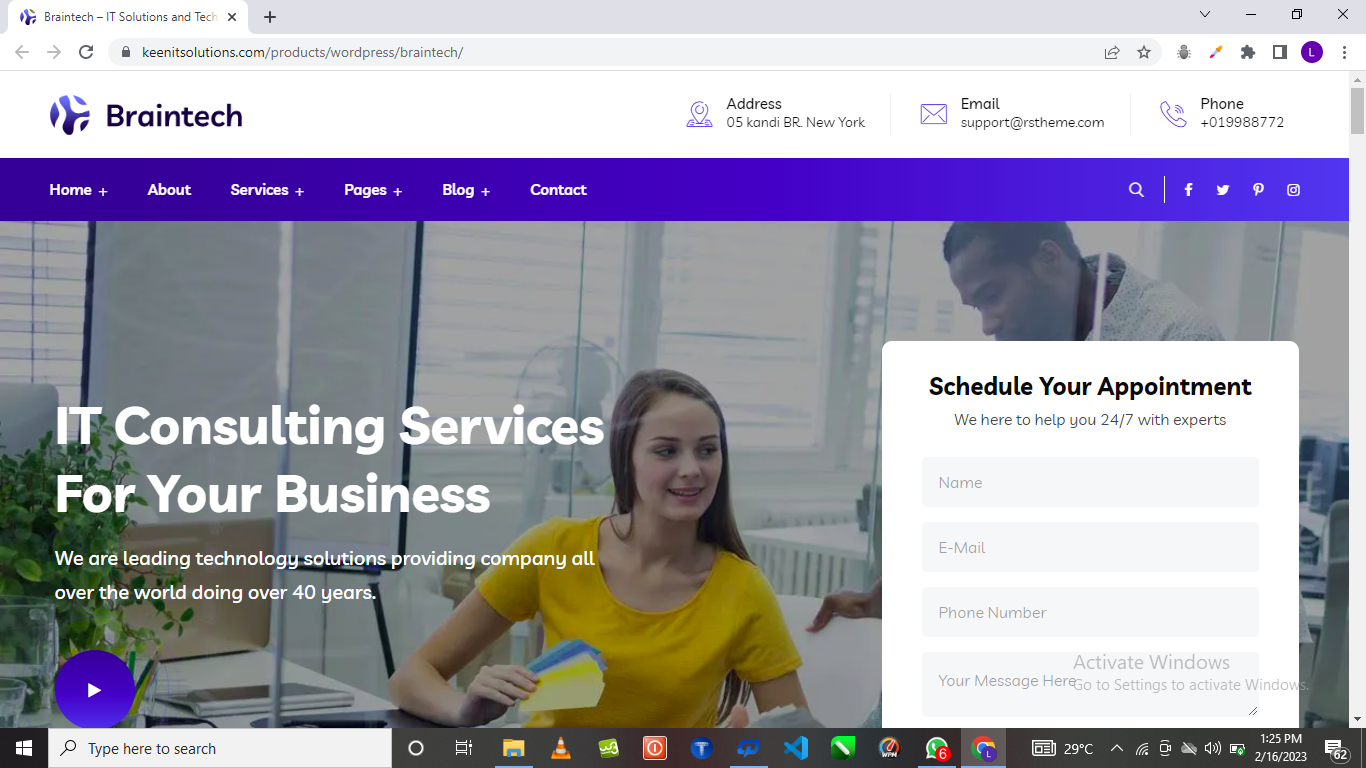 Braintech – IT Solutions and Tech
keenitsolutions.com/products/wordpress/braintech/
L
Braintech
Address
05 kandi BR. New York
Email
support@rstheme.com
Phone
+019988772
Home +
About
Services +
Pages +
Blog +
Contact
IT Consulting Services
For Your Business
We are leading technology solutions providing company all
over the world doing over 40 years.
Schedule Your Appointment
We here to help you 24/7 with experts
Name
E-Mail
Phone Number
Your Message Here
Activate Windows
Go to Settings to activate Windows.
Type here to search
WPM
6
L
29°C
1:25 PM
2/16/2023
62